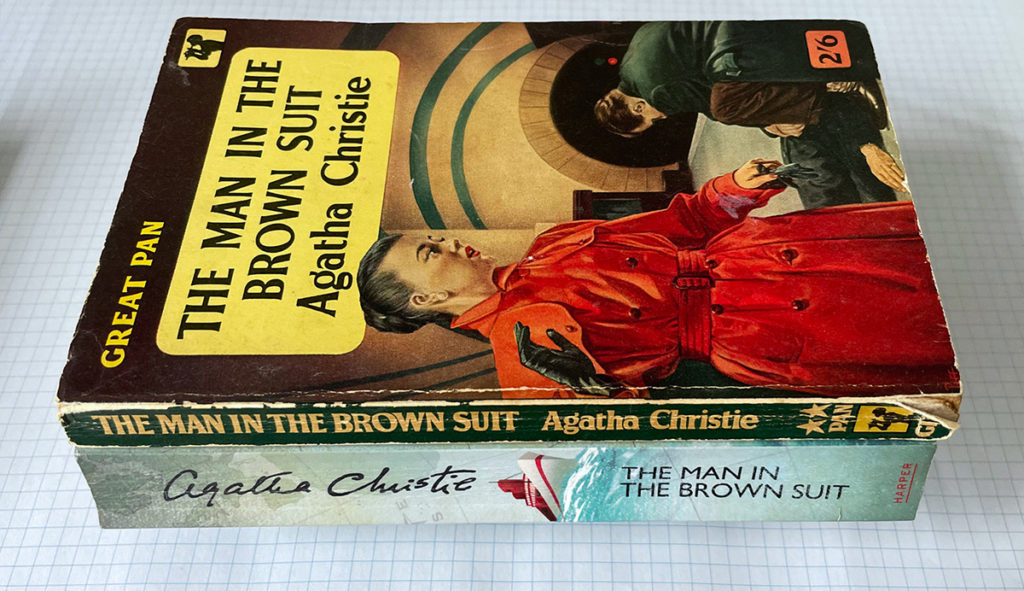 GREAT PAN
THE MAN IN THE
BROWN SUIT
Agatha Christie
2/6
THE MAN IN THE BROWN SUIT Agatha Christie
PAN
Agatha Christie
THE MAN IN
THE BROWN SUIT
HARPER